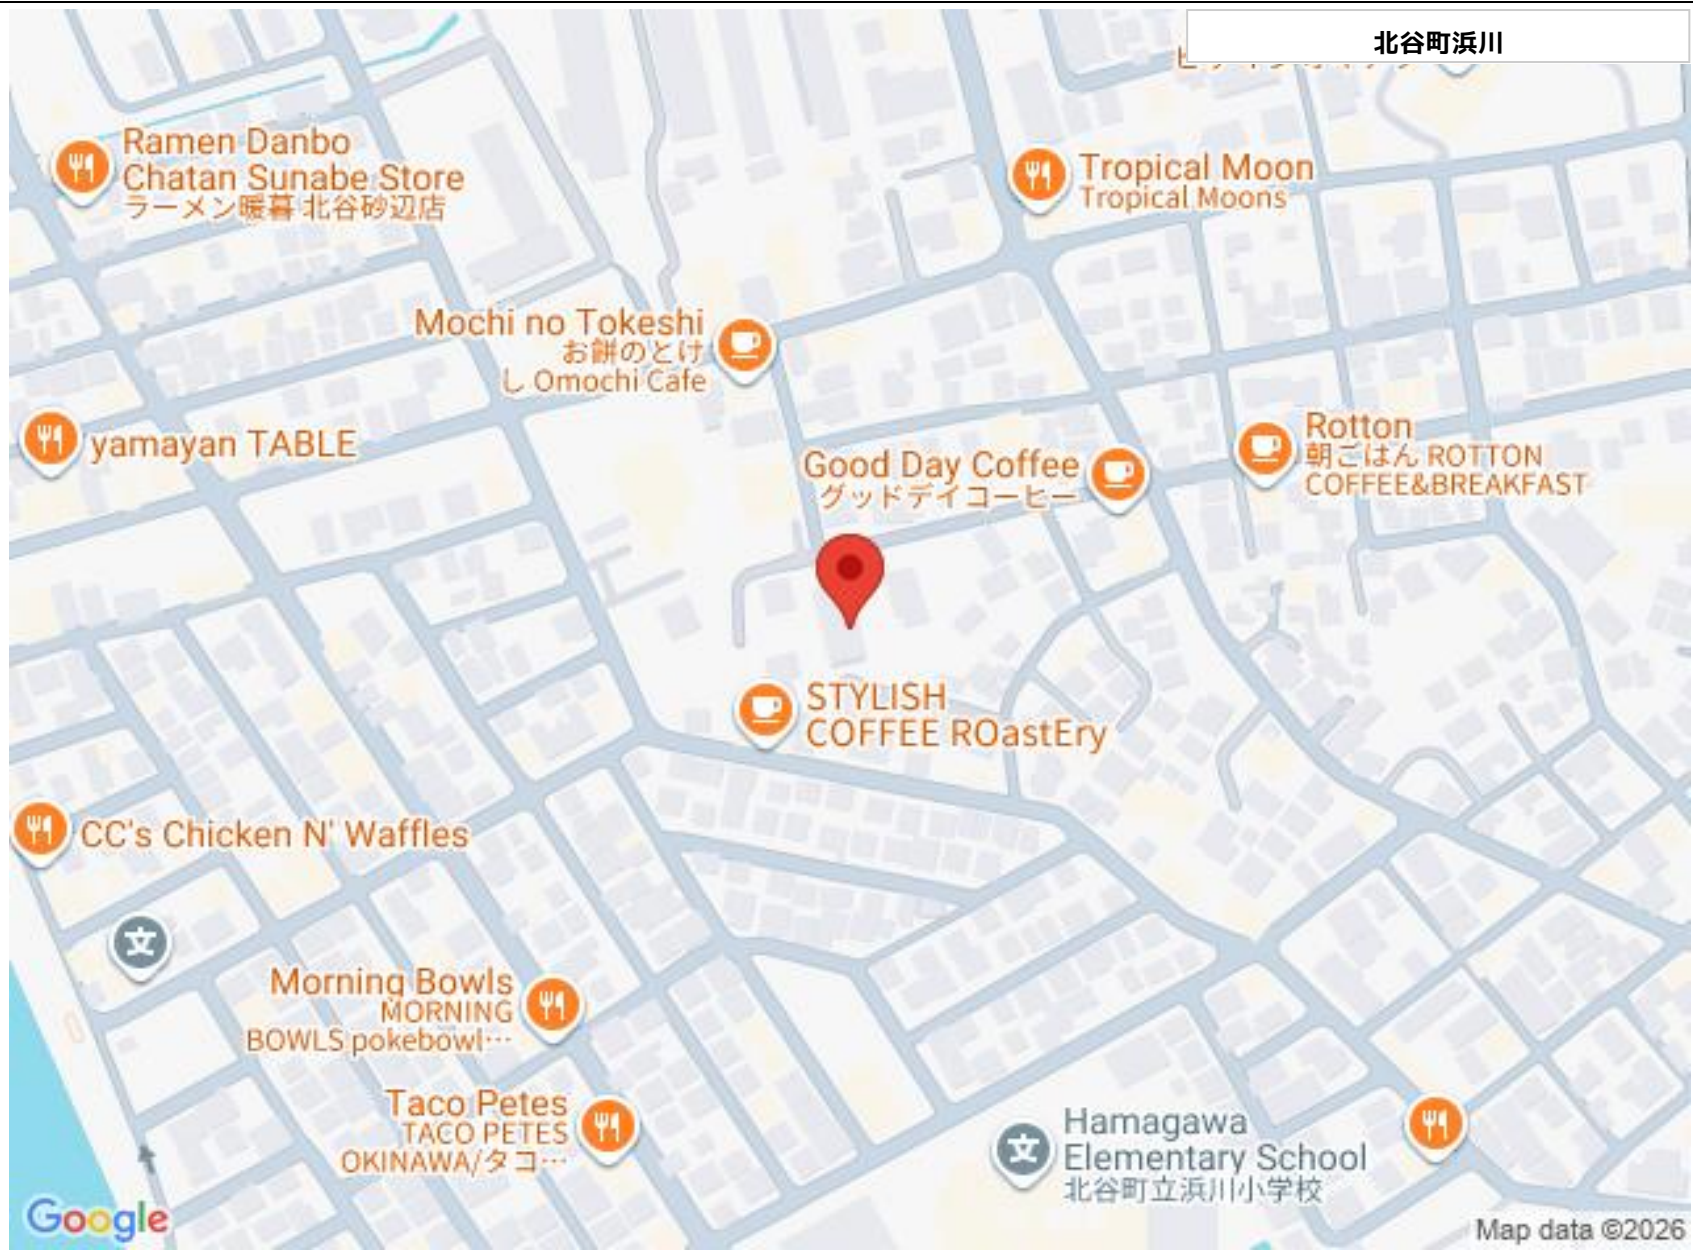 北谷町浜川
Ramen Danbo
Chatan Sunabe Store
ラーメン暖暮 北谷砂辺店
Tropical Moon
Tropical Moons
Mochi no Tokeshi
お餅のとけ
し Omochi Cafe
yamayan TABLE
Good Day Coffee
グッドデイコーヒー
Rotton
朝ごはん ROTTON
COFFEE&BREAKFAST
STYLISH
COFFEE ROastEry
CC's Chicken N' Waffles
文
Morning Bowls
MORNING
BOWLS pokebowl…
Taco Petes
TACO PETES
OKINAWA/タコ…
文
Hamagawa
Elementary School
北谷町立浜川小学校
Google
Map data ©2026